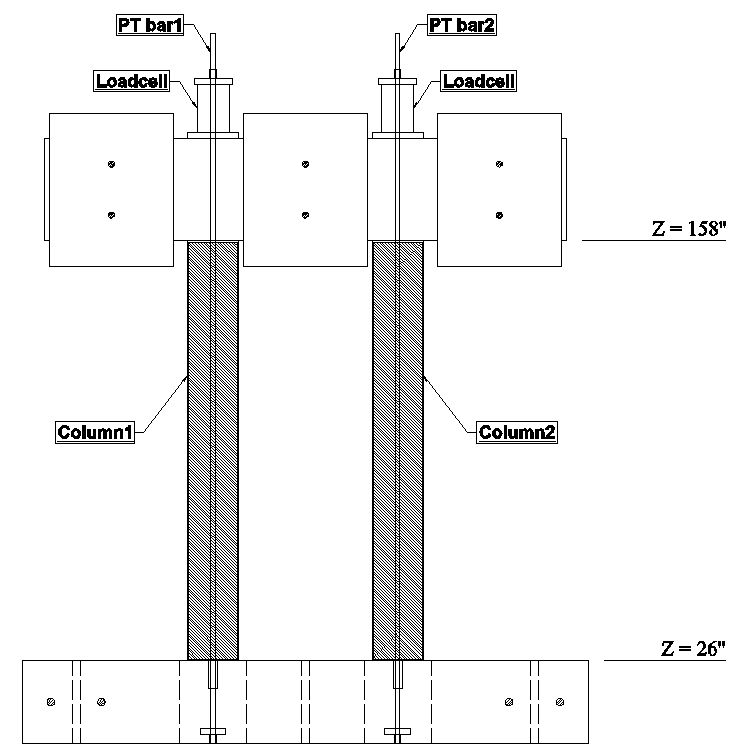 PT bar1
PT bar2
Loadcell
Loadcell
Z = 158"
Column1
Column2
Z = 26"